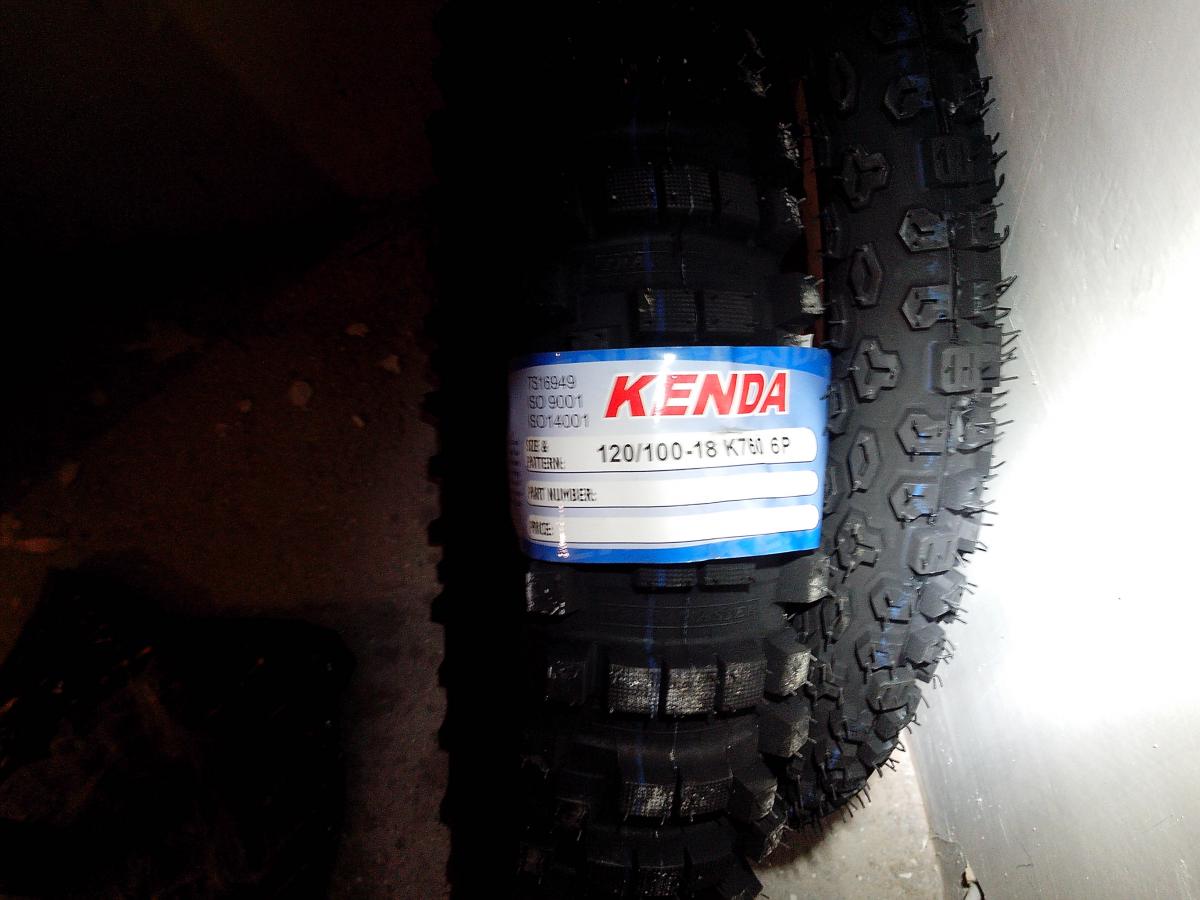 TS16949
ISO 9001
ISO14001
KENDA
SIZE &
PATTERN:
120/100-18 K760 6P
PART NUMBER:
PRICE: